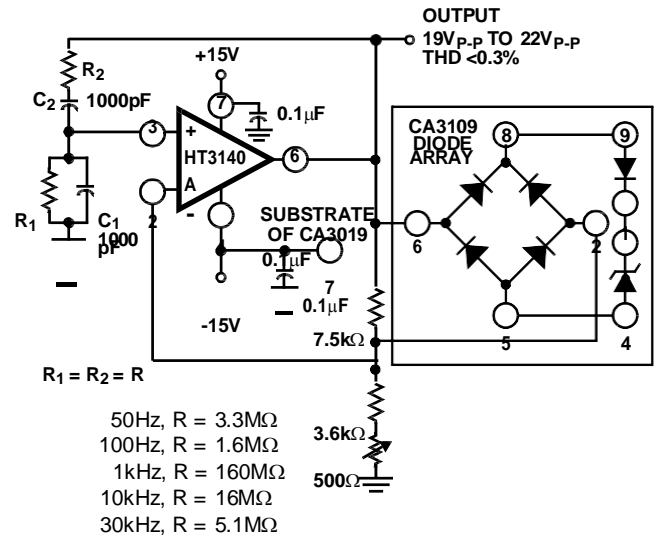 OUTPUT
19VP-P TO 22VP-P
THD <0.3%
+15V
R2
C2 1000pF
7
0.1µF
3
+
HT3140
6
A
2
-
R1
C1
1000
pF
SUBSTRATE
OF CA3019
0.1µF
7
0.1µF
-15V
CA3109
DIODE
ARRAY
8
9
6
2
5
4
7.5kΩ
R1 = R2 = R
3.6kΩ
500Ω
50Hz, R = 3.3MΩ
100Hz, R = 1.6MΩ
1kHz, R = 160MΩ
10kHz, R = 16MΩ
30kHz, R = 5.1MΩ